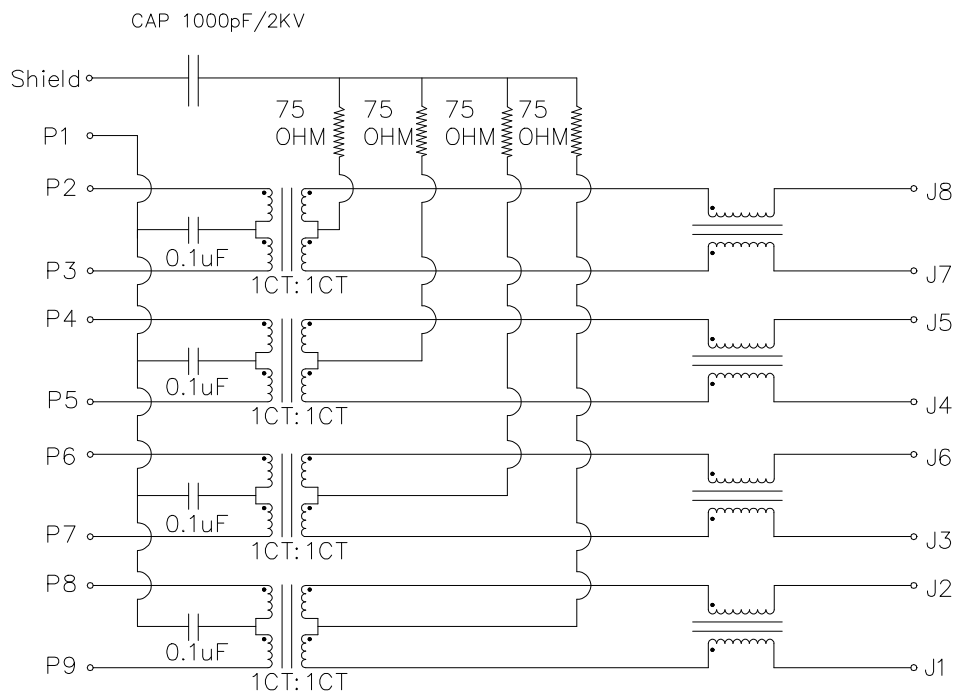 CAP 1000pF/2KV
Shield
75 OHM
75 OHM
75 OHM
75 OHM
P1
P2
J8
0.1uF
P3
J7
1CT:1CT
P4
J5
0.1uF
P5
J4
1CT:1CT
P6
J6
0.1uF
P7
J3
1CT:1CT
P8
J2
0.1uF
P9
J1
1CT:1CT